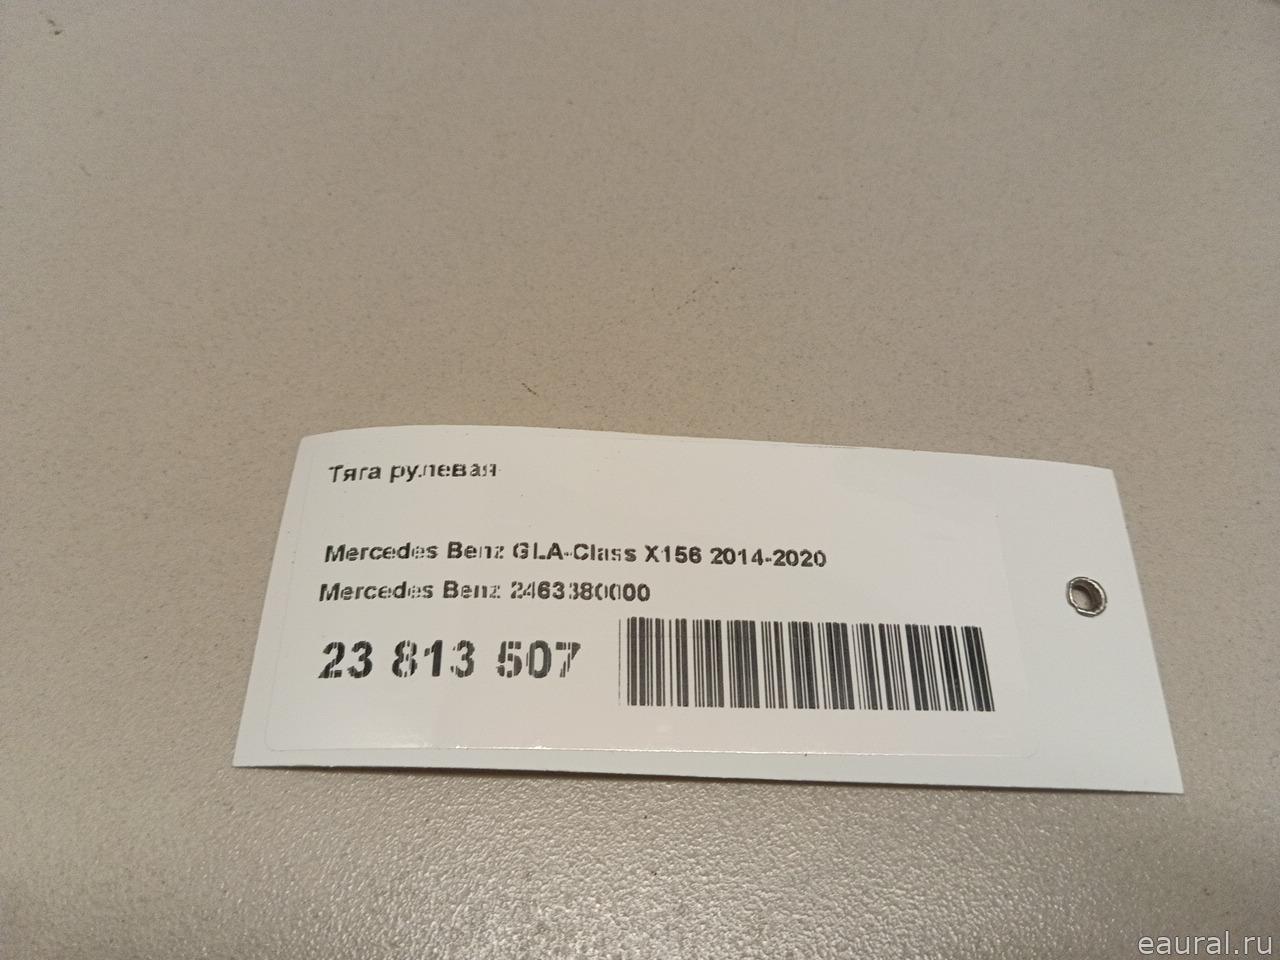 Тяга рулевая
Mercedes Benz GLA-Class X156 2014-2020
Mercedes Benz 2463380000
23 813 507
eaural.ru